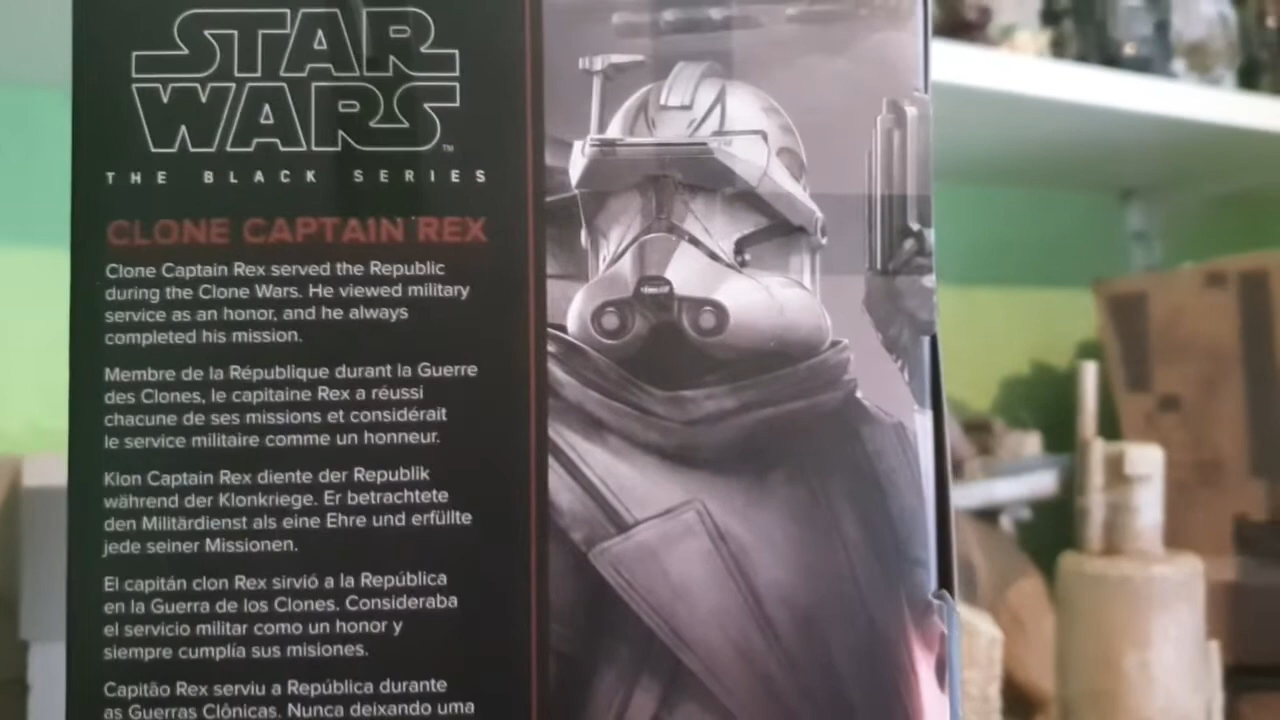 STAR
WARS™
THE BLACK SERIES
CLONE CAPTAIN REX
Clone Captain Rex served the Republic
during the Clone Wars. He viewed military
service as an honor, and he always
completed his mission.
Membre de la République durant la Guerre
des Clones, le capitaine Rex a réussi
chacune de ses missions et considérait
le service militaire comme un honneur.
Klon Captain Rex diente der Republik
während der Klonkriege. Er betrachtete
den Militärdienst als eine Ehre und erfüllte
jede seiner Missionen.
El capitán clon Rex sirvió a la República
en la Guerra de los Clones. Consideraba
el servicio militar como un honor y
siempre cumplía sus misiones.
Capitão Rex serviu a República durante
as Guerras Clônicas. Nunca deixando uma